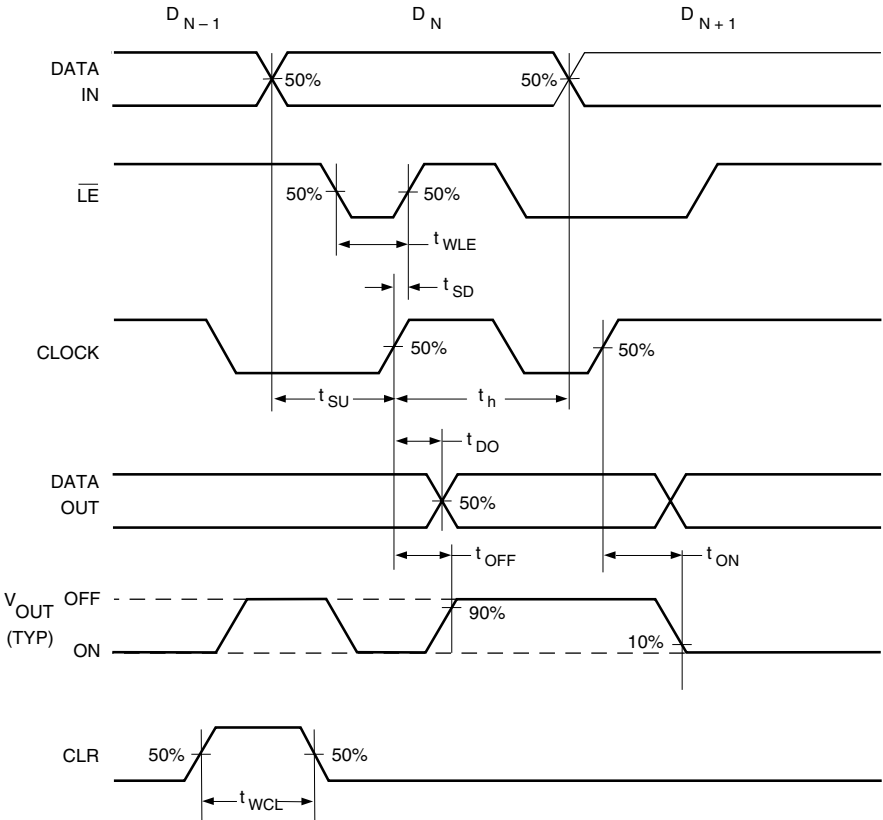 D N – 1 D N D N + 1
DATA IN 50% 50%
LE 50% 50%
t WLE
t SD
CLOCK 50% 50%
t SU t h
t DO
DATA OUT 50%
t OFF t ON
V OUT (TYP) OFF 90%
ON 10%
CLR 50% 50%
t WCL